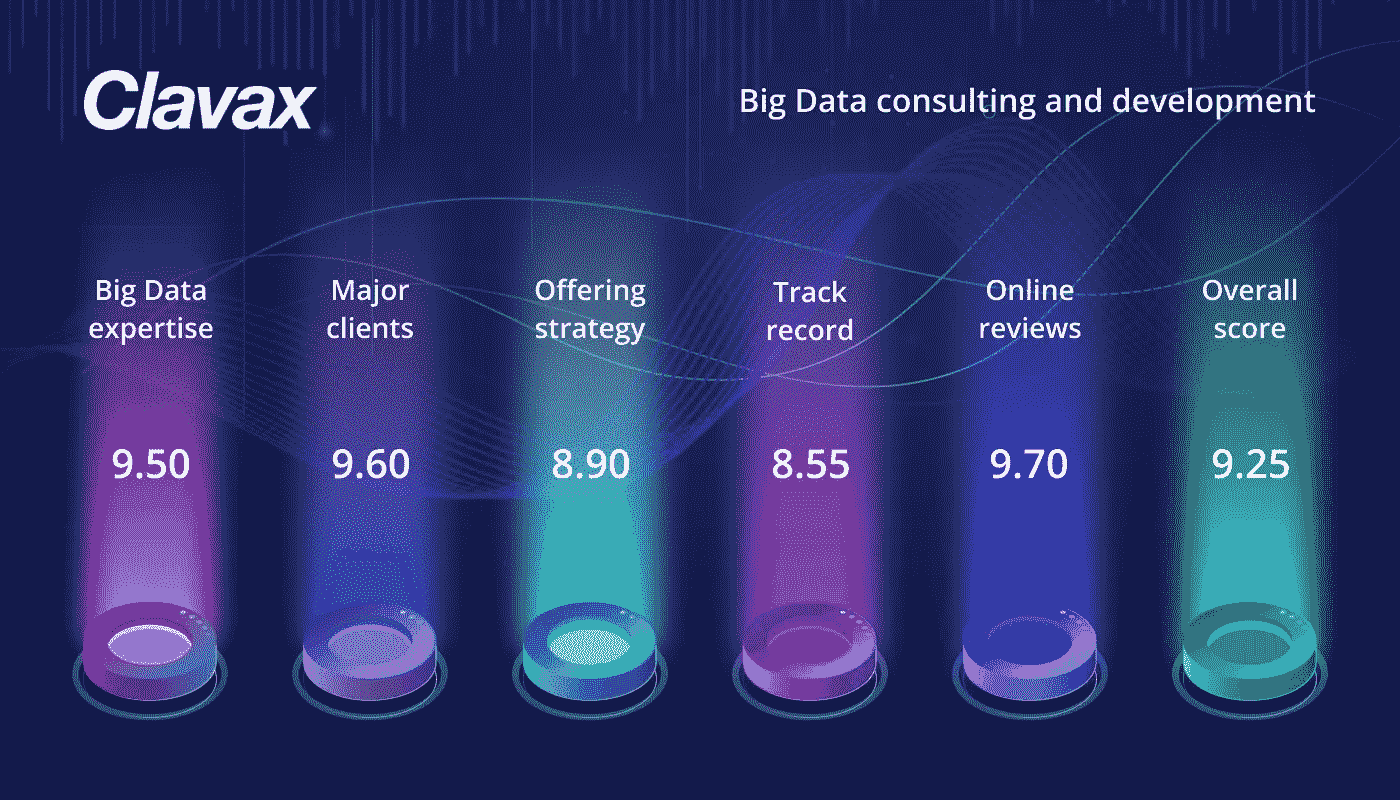 Clavax
Big Data consulting and development
Big Data
expertise
9.50
Major
clients
9.60
Offering
strategy
8.90
Track
record
8.55
Online
reviews
9.70
Overall
score
9.25